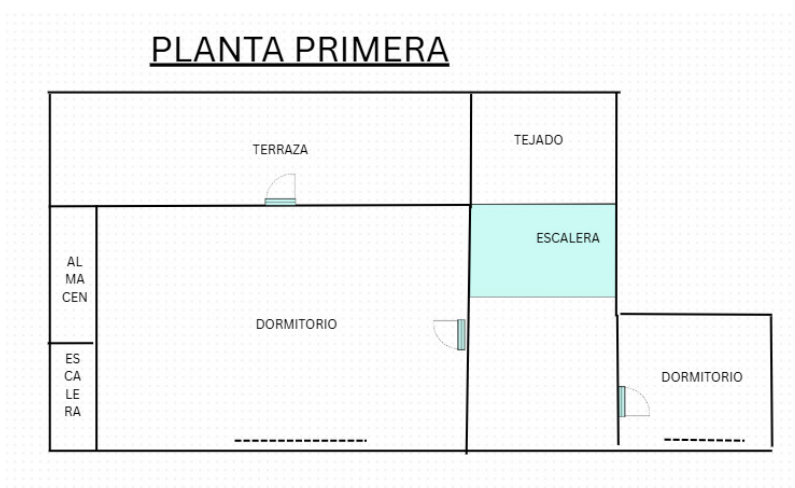 PLANTA PRIMERA
TERRAZA
TEJADO
ESCALERA
AL
MA
CEN
DORMITORIO
ES
CA
LE
RA
DORMITORIO